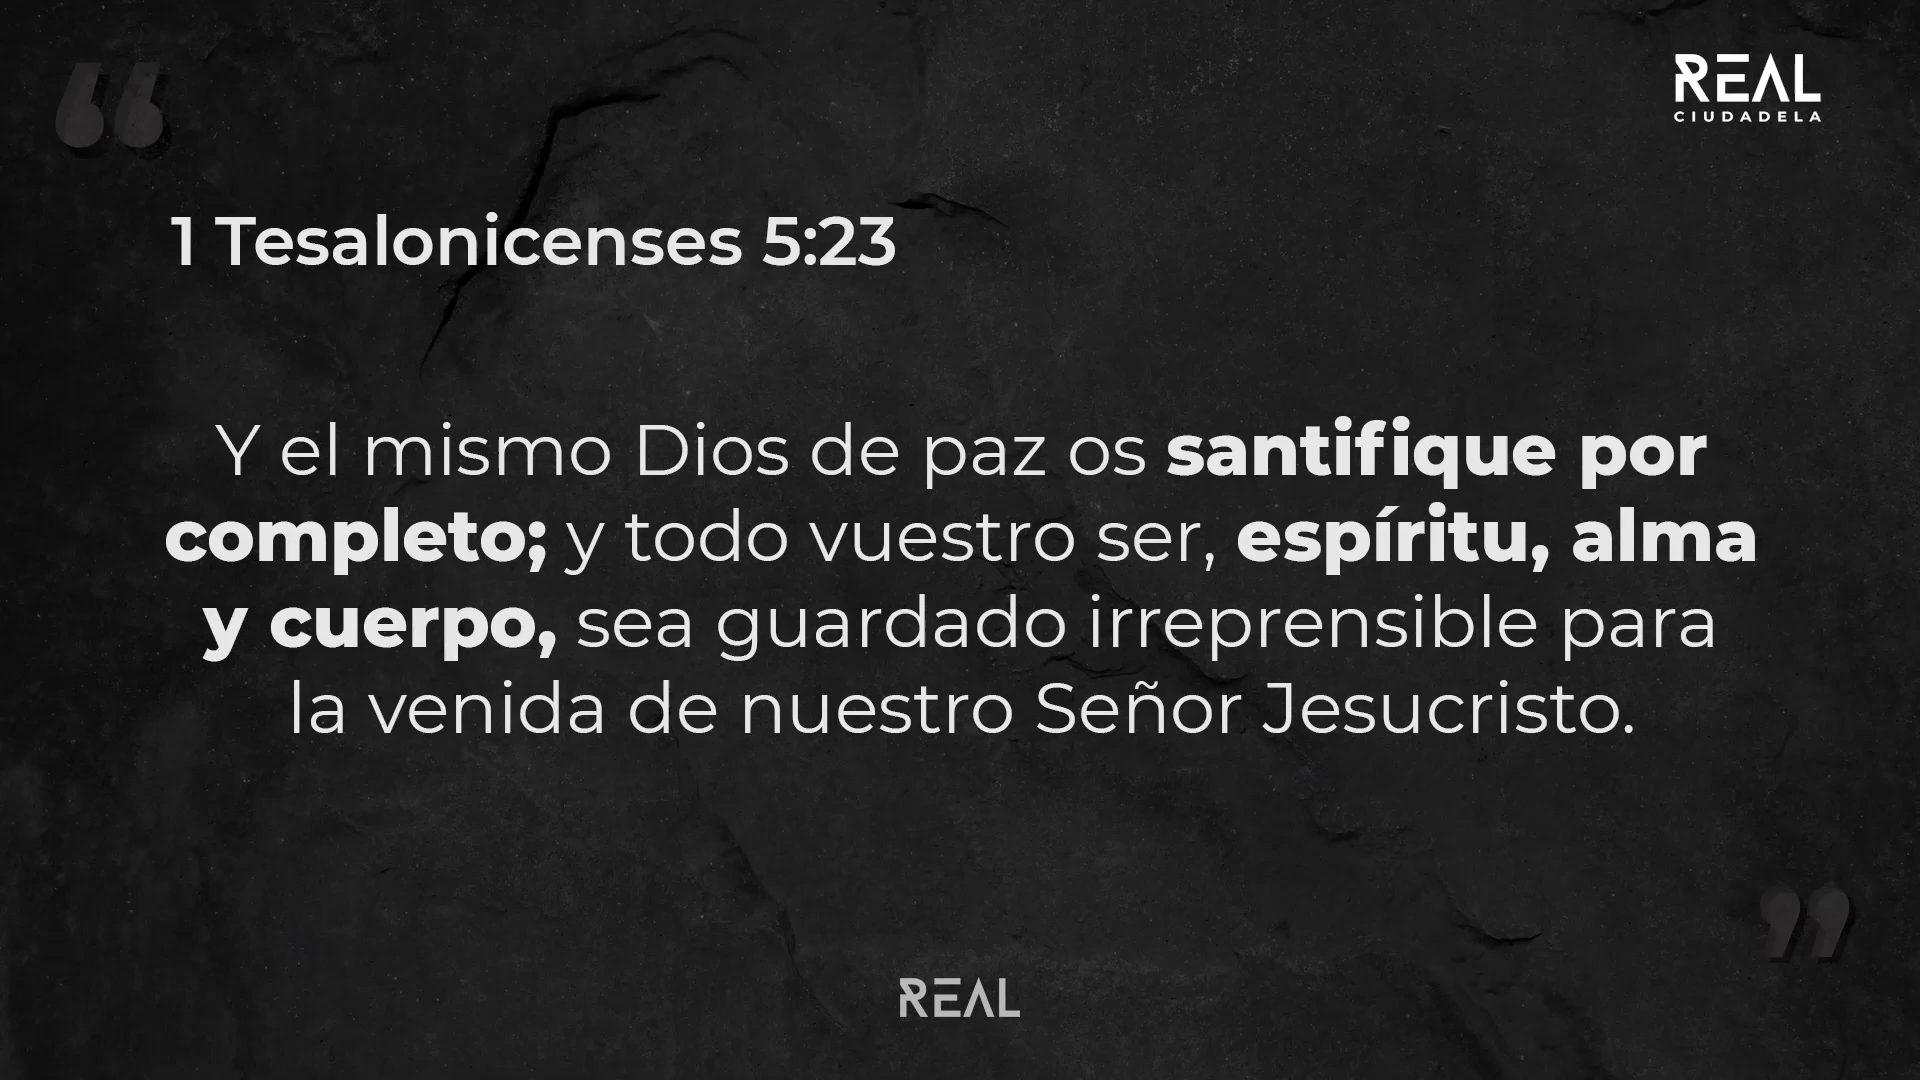 “
REAL
CIUDADELA
1 Tesalonicenses 5:23
Y el mismo Dios de paz os santifique por
completo; y todo vuestro ser, espíritu, alma
y cuerpo, sea guardado irreprensible para
la venida de nuestro Señor Jesucristo.
”
REAL